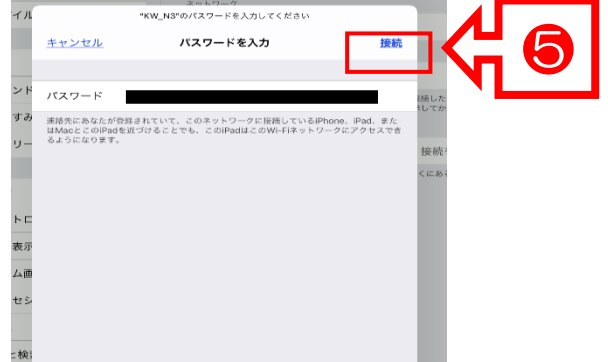 ネットワーク
イル
"KW_N3"のパスワードを入力してください
キャンセル パスワードを入力 接続
❺
パスワード
連絡先にあなたが登録されていて、このネットワークに接続しているiPhone、iPad、また
はMacとこのiPadを近づけることでも、このiPadはこのWi-Fiネットワークにアクセスでき
るようになります。
ンド
すみ
リー
接続した
してか
接続
くにある
トロ
表示
ム画
セシ
と検